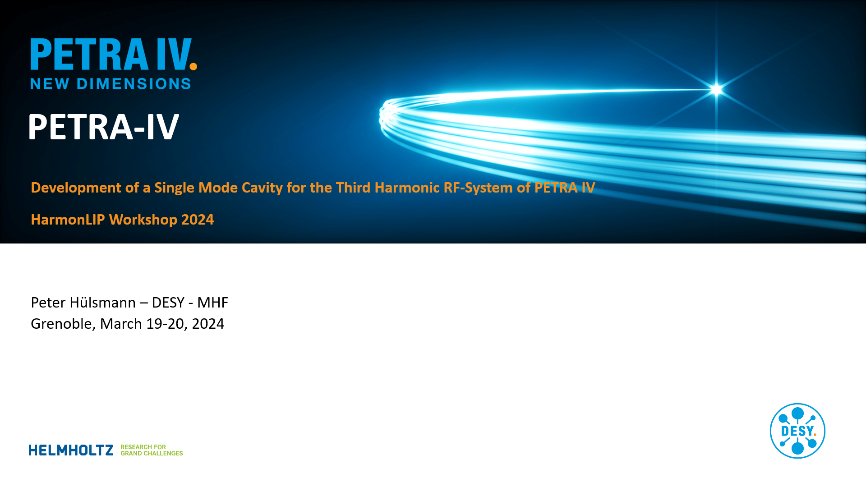 PETRA IV.
NEW DIMENSIONS
PETRA-IV
Development of a Single Mode Cavity for the Third Harmonic RF-System of PETRA IV
HarmonLIP Workshop 2024
Peter Hülsmann – DESY - MHF
Grenoble, March 19-20, 2024
HELMHOLTZ RESEARCH FOR
GRAND CHALLENGES
DESY.